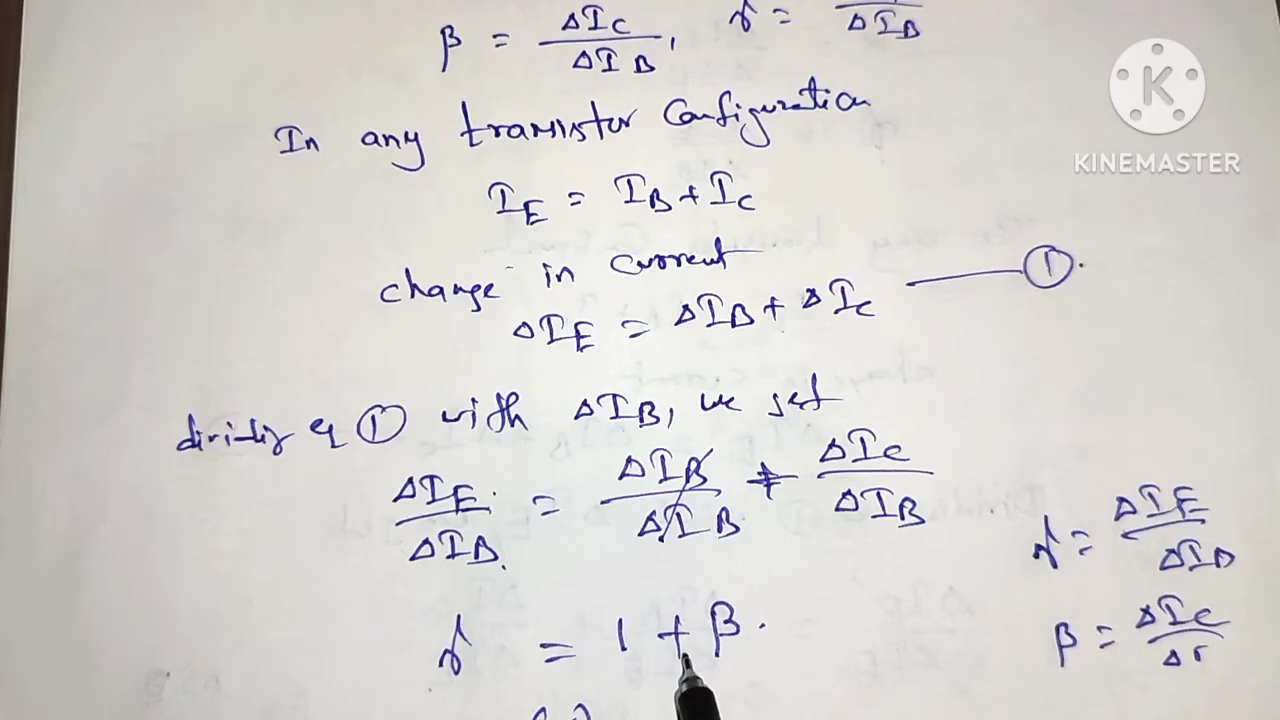 β = ΔIC / ΔIB, γ = / ΔIB
KINEMASTER
In any transistor Configuration
IE = IB + IC
change in current
ΔIE = ΔIB + ΔIC —— ①.
dividing eq ① with ΔIB, we get
ΔIE / ΔIB = ΔIB / ΔIB + ΔIC / ΔIB
γ = ΔIE / ΔIB
γ = 1 + β.
β = ΔIC / Δ